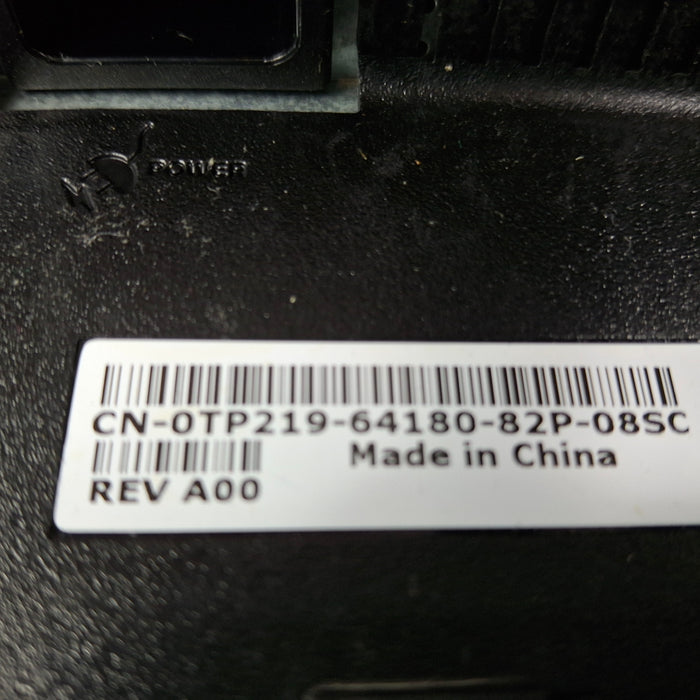 POWER
CN-0TP219-64180-82P-08SC
Made in China
REV A00